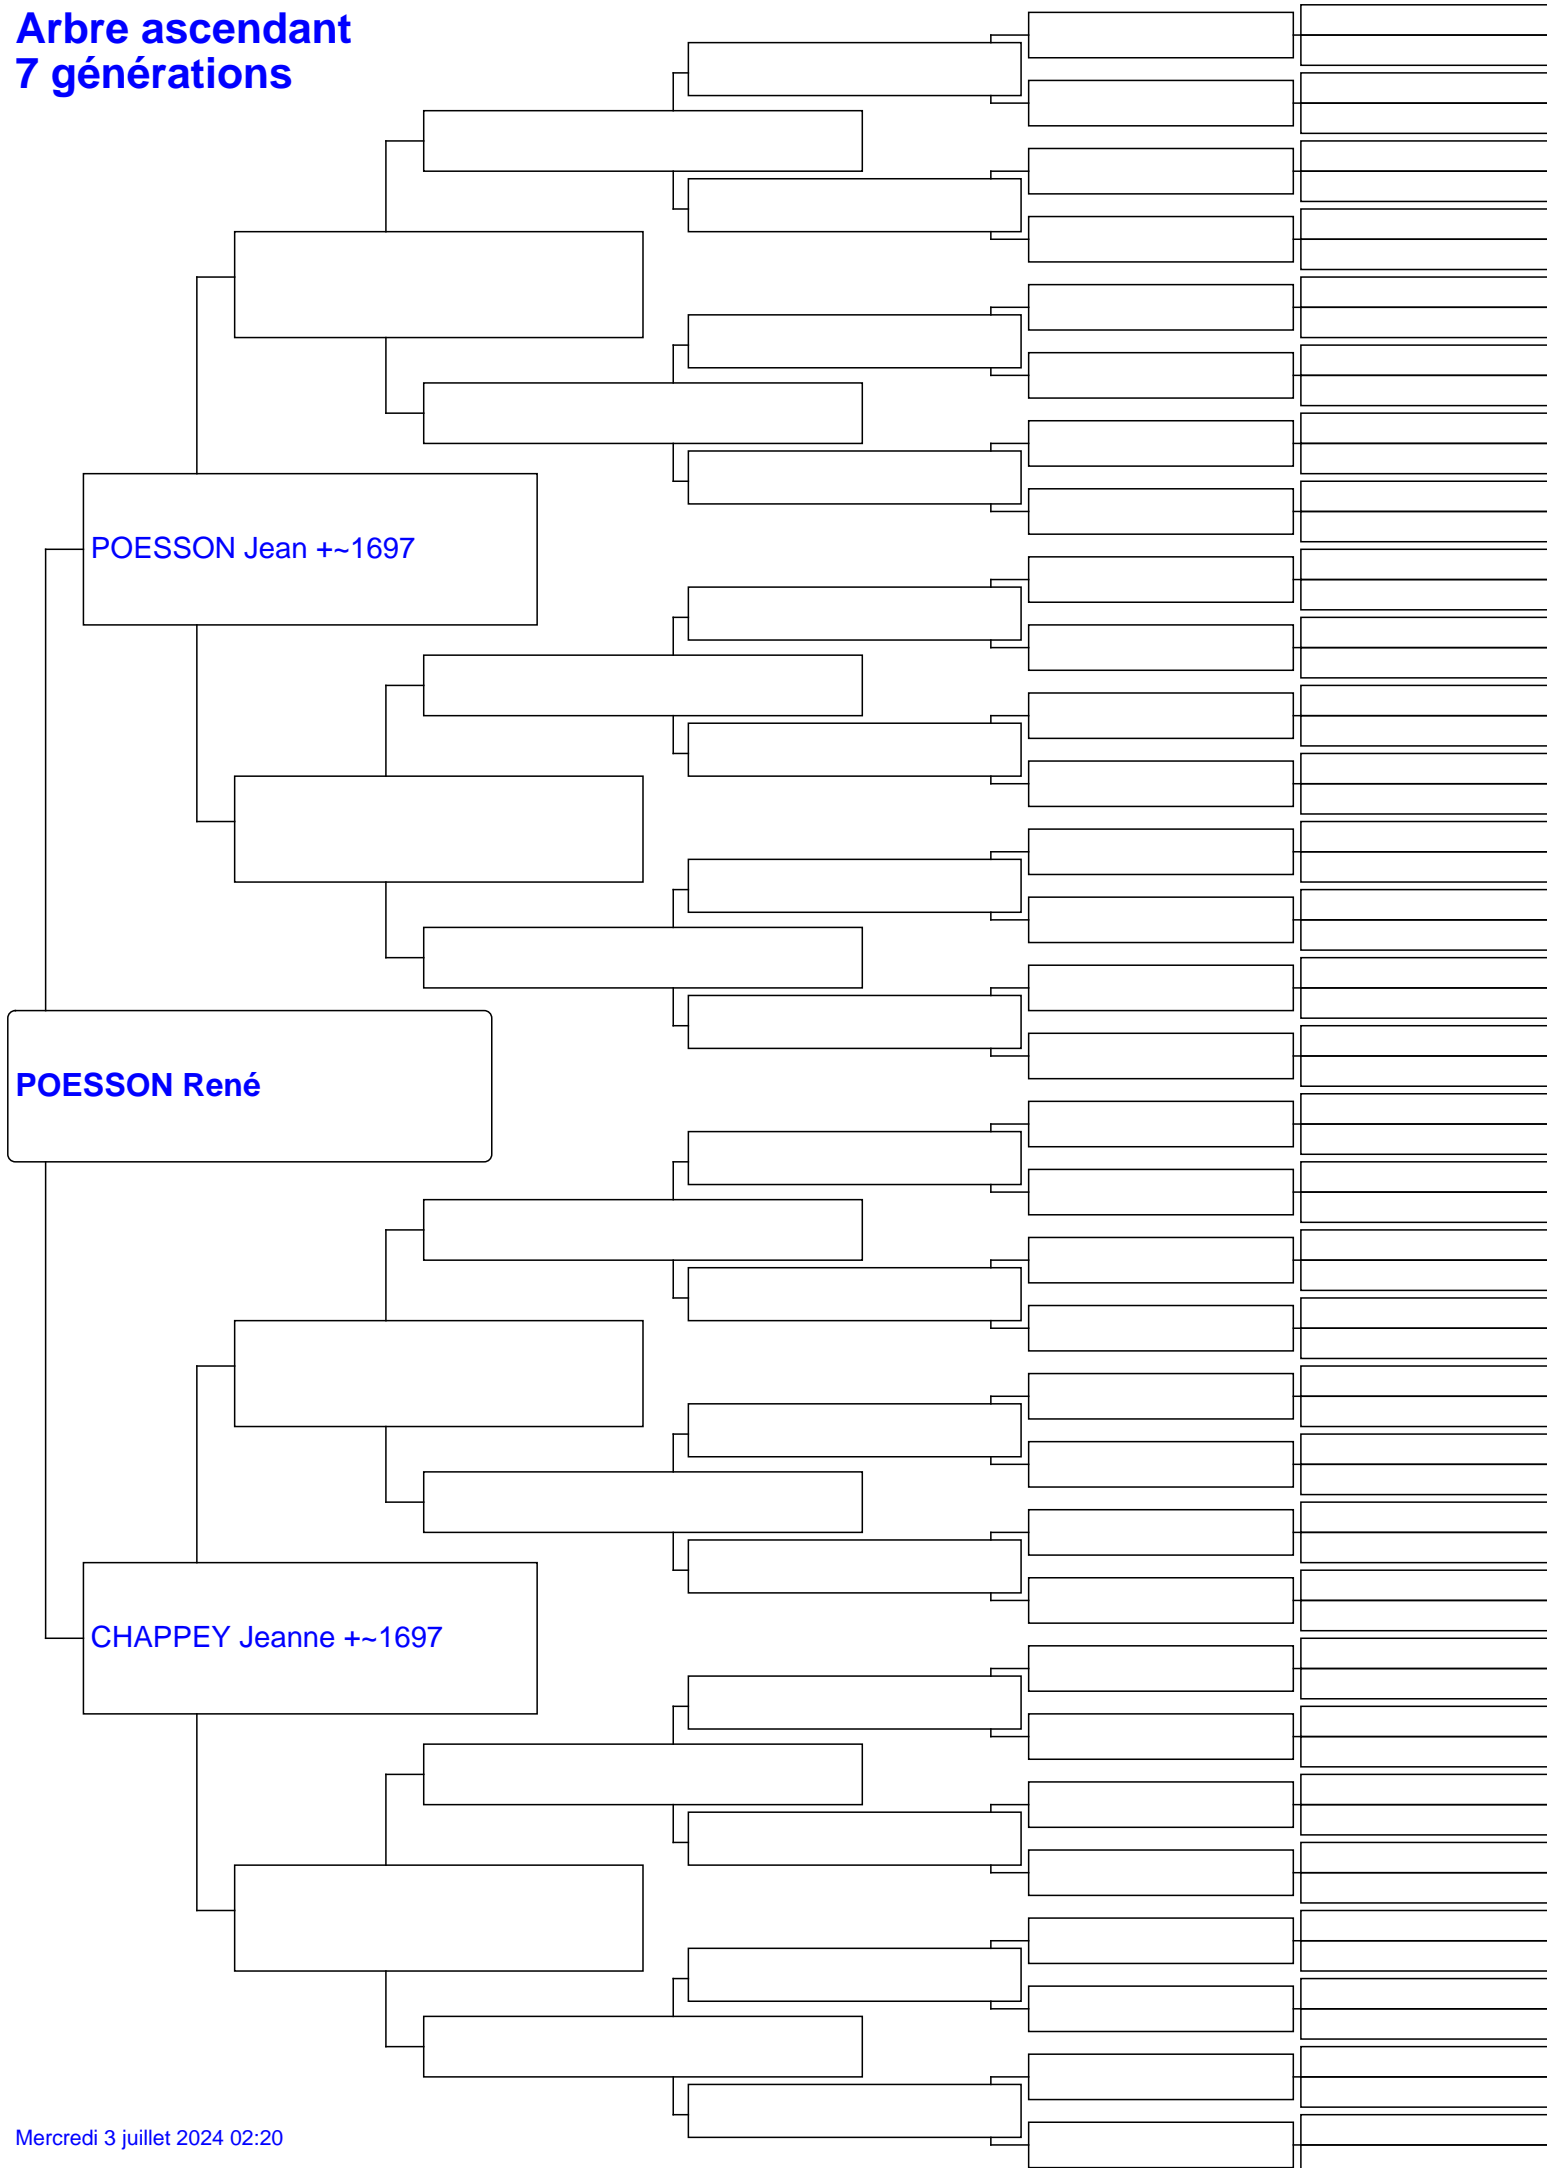 Arbre ascendant
7 générations
POESSON Jean +~1697
POESSON René
CHAPPEY Jeanne +~1697
Mercredi 3 juillet 2024 02:20